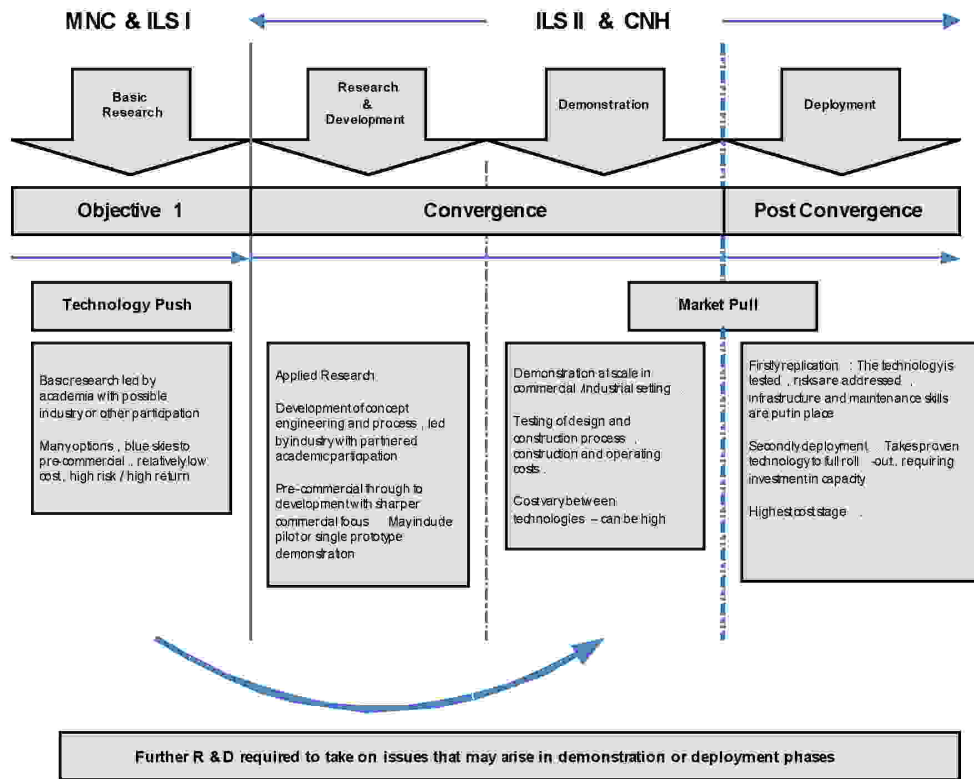 MNC & ILS I
ILS II & CNH
Basic
Research
Research
&
Development
Demonstration
Deployment
Objective 1
Convergence
Post Convergence
Technology Push
Market Pull
Basic research led by
academia with possible
industry or other participation
Many options , blue skies to
pre-commercial , relatively low
cost , high risk / high return
Applied Research
Development of concept
engineering and process , led
by industry with partnered
academic participation
Pre-commercial through to
development with sharper
commercial focus May include
pilot or single prototype
demonstration
Demonstration at scale in
commercial /industrial setting
Testing of design and
construction process ,
construction and operating
costs .
Cost vary between
technologies – can be high
Firstly replication : The technology is
tested , risks are addressed ,
infrastructure and maintenance skills
are put in place
Secondly deployment, Takes proven
technology to full roll -out , requiring
investment in capacity
Highest cost stage .
Further R & D required to take on issues that may arise in demonstration or deployment phases